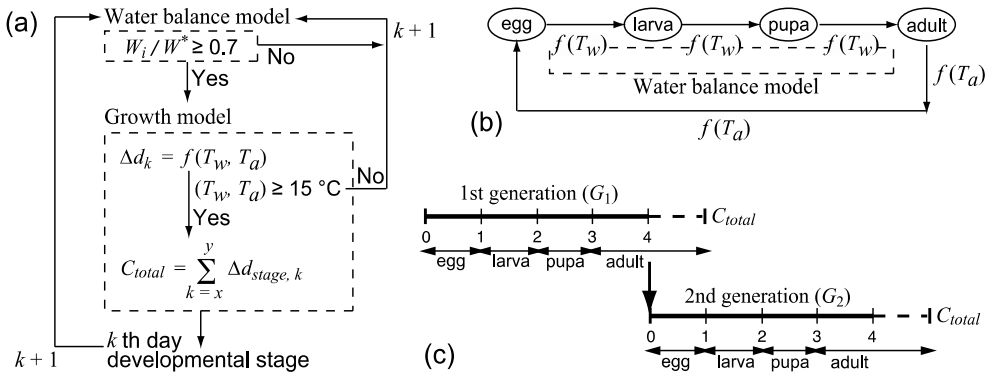 (a)
Water balance model
W_i / W* ≥ 0.7
No
k + 1
Yes
Growth model
Δd_k = f (T_w, T_a)
(T_w, T_a) ≥ 15 °C
No
Yes
C_total = ∑ Δd_stage, k
y
k = x
k th day
developmental stage
k + 1
(b)
egg
larva
pupa
adult
f (T_w)
f (T_w)
f (T_w)
f (T_a)
Water balance model
f (T_a)
(c)
1st generation (G_1)
C_total
0 1 2 3 4
egg larva pupa adult
2nd generation (G_2)
C_total
0 1 2 3 4
egg larva pupa adult